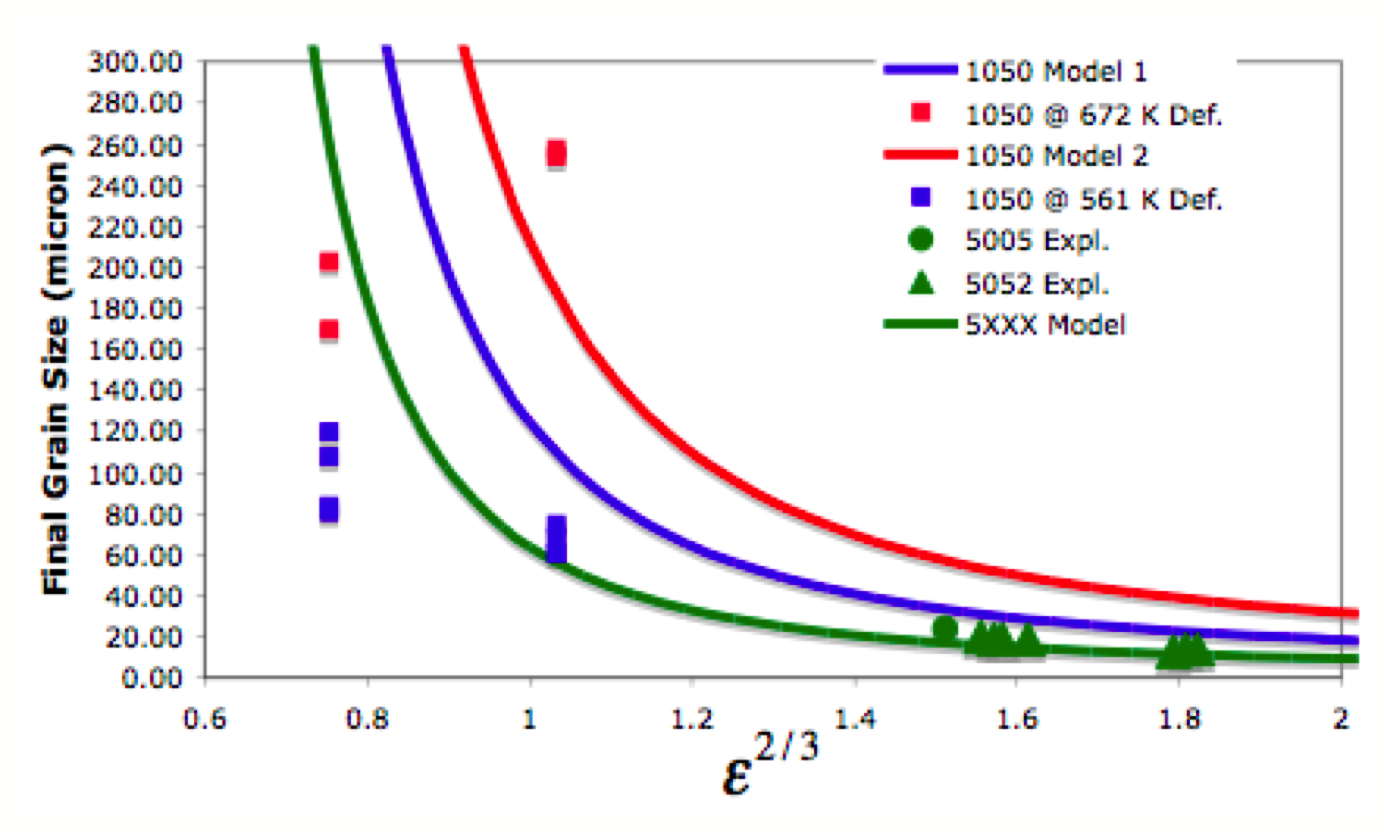 Final Grain Size (micron)
300.00
280.00
260.00
240.00
220.00
200.00
180.00
160.00
140.00
120.00
100.00
80.00
60.00
40.00
20.00
0.00
1050 Model 1
1050 @ 672 K Def.
1050 Model 2
1050 @ 561 K Def.
5005 Expl.
5052 Expl.
5XXX Model
0.6 0.8 1 1.2 1.4 1.6 1.8 2
ε^2/3